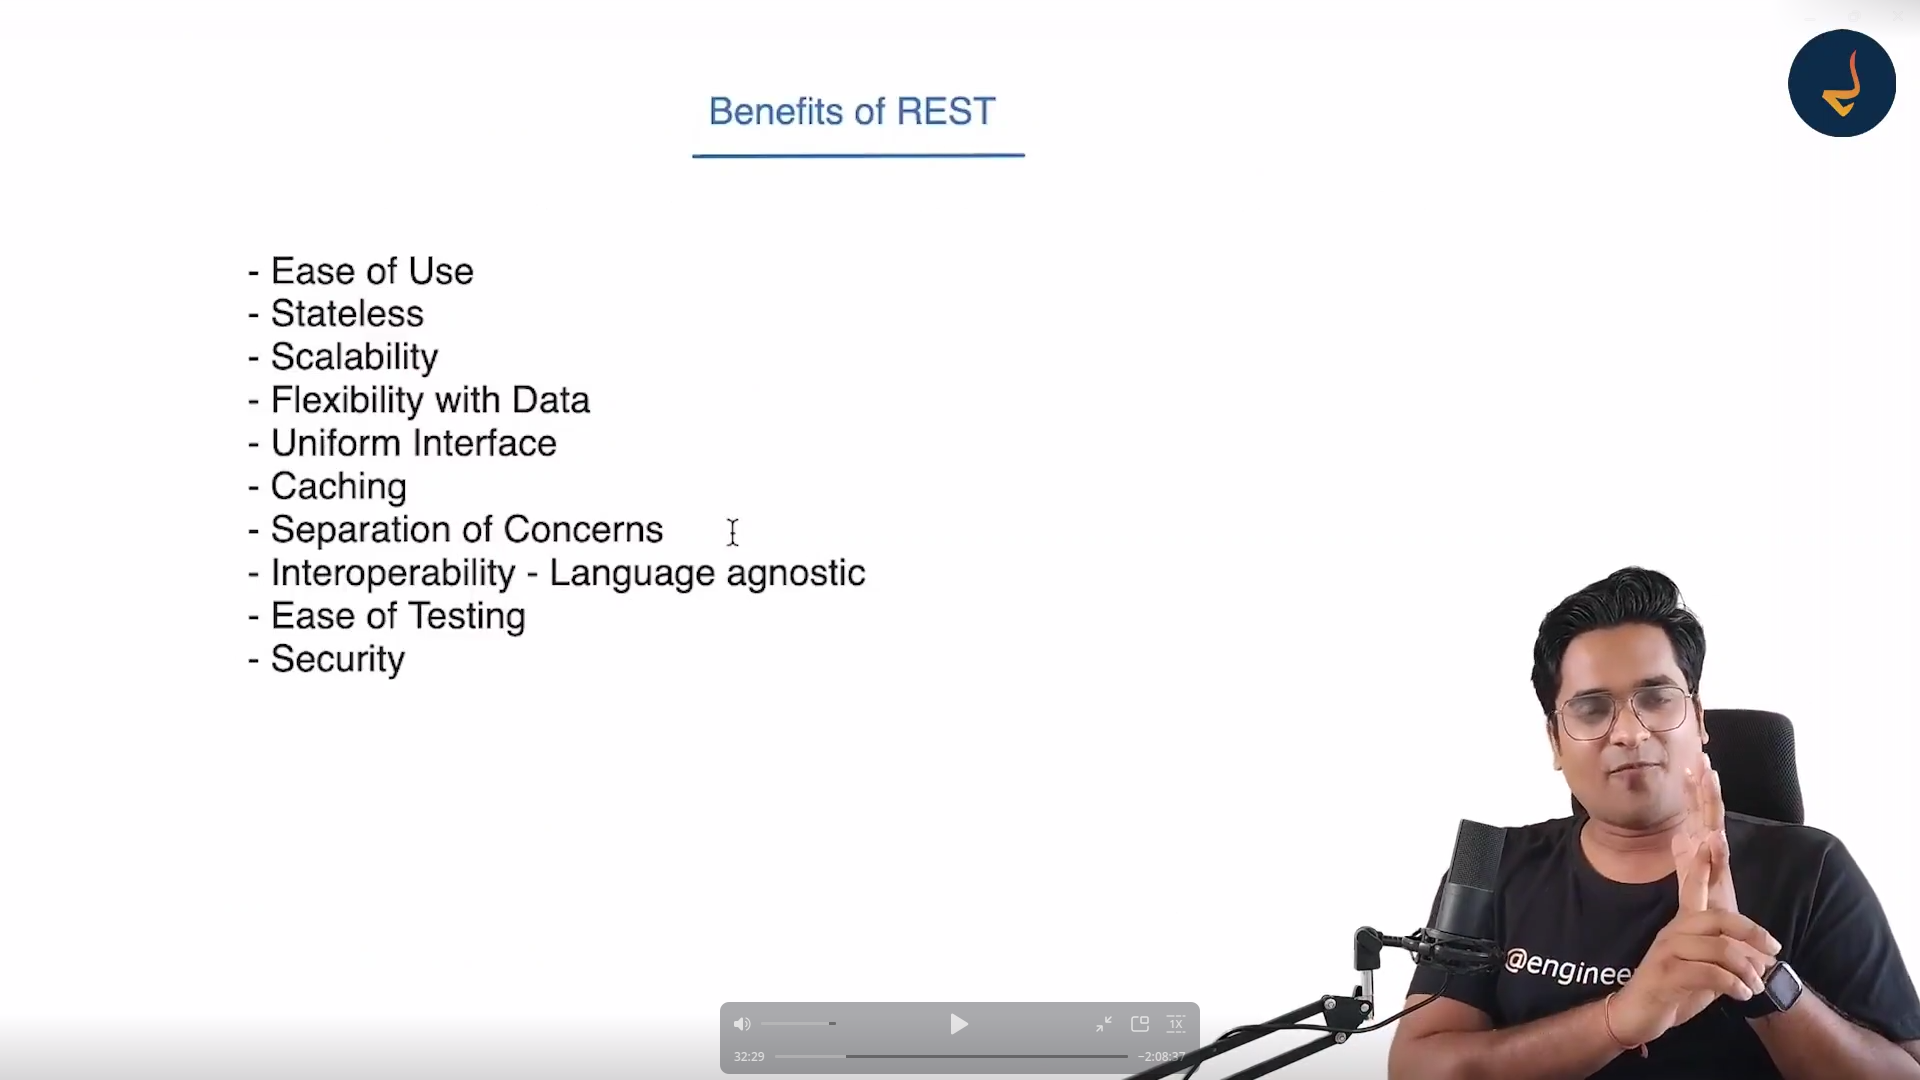 Benefits of REST
- Ease of Use
- Stateless
- Scalability
- Flexibility with Data
- Uniform Interface
- Caching
- Separation of Concerns
- Interoperability - Language agnostic
- Ease of Testing
- Security
@enginee
1X
32:29
−2:08:37